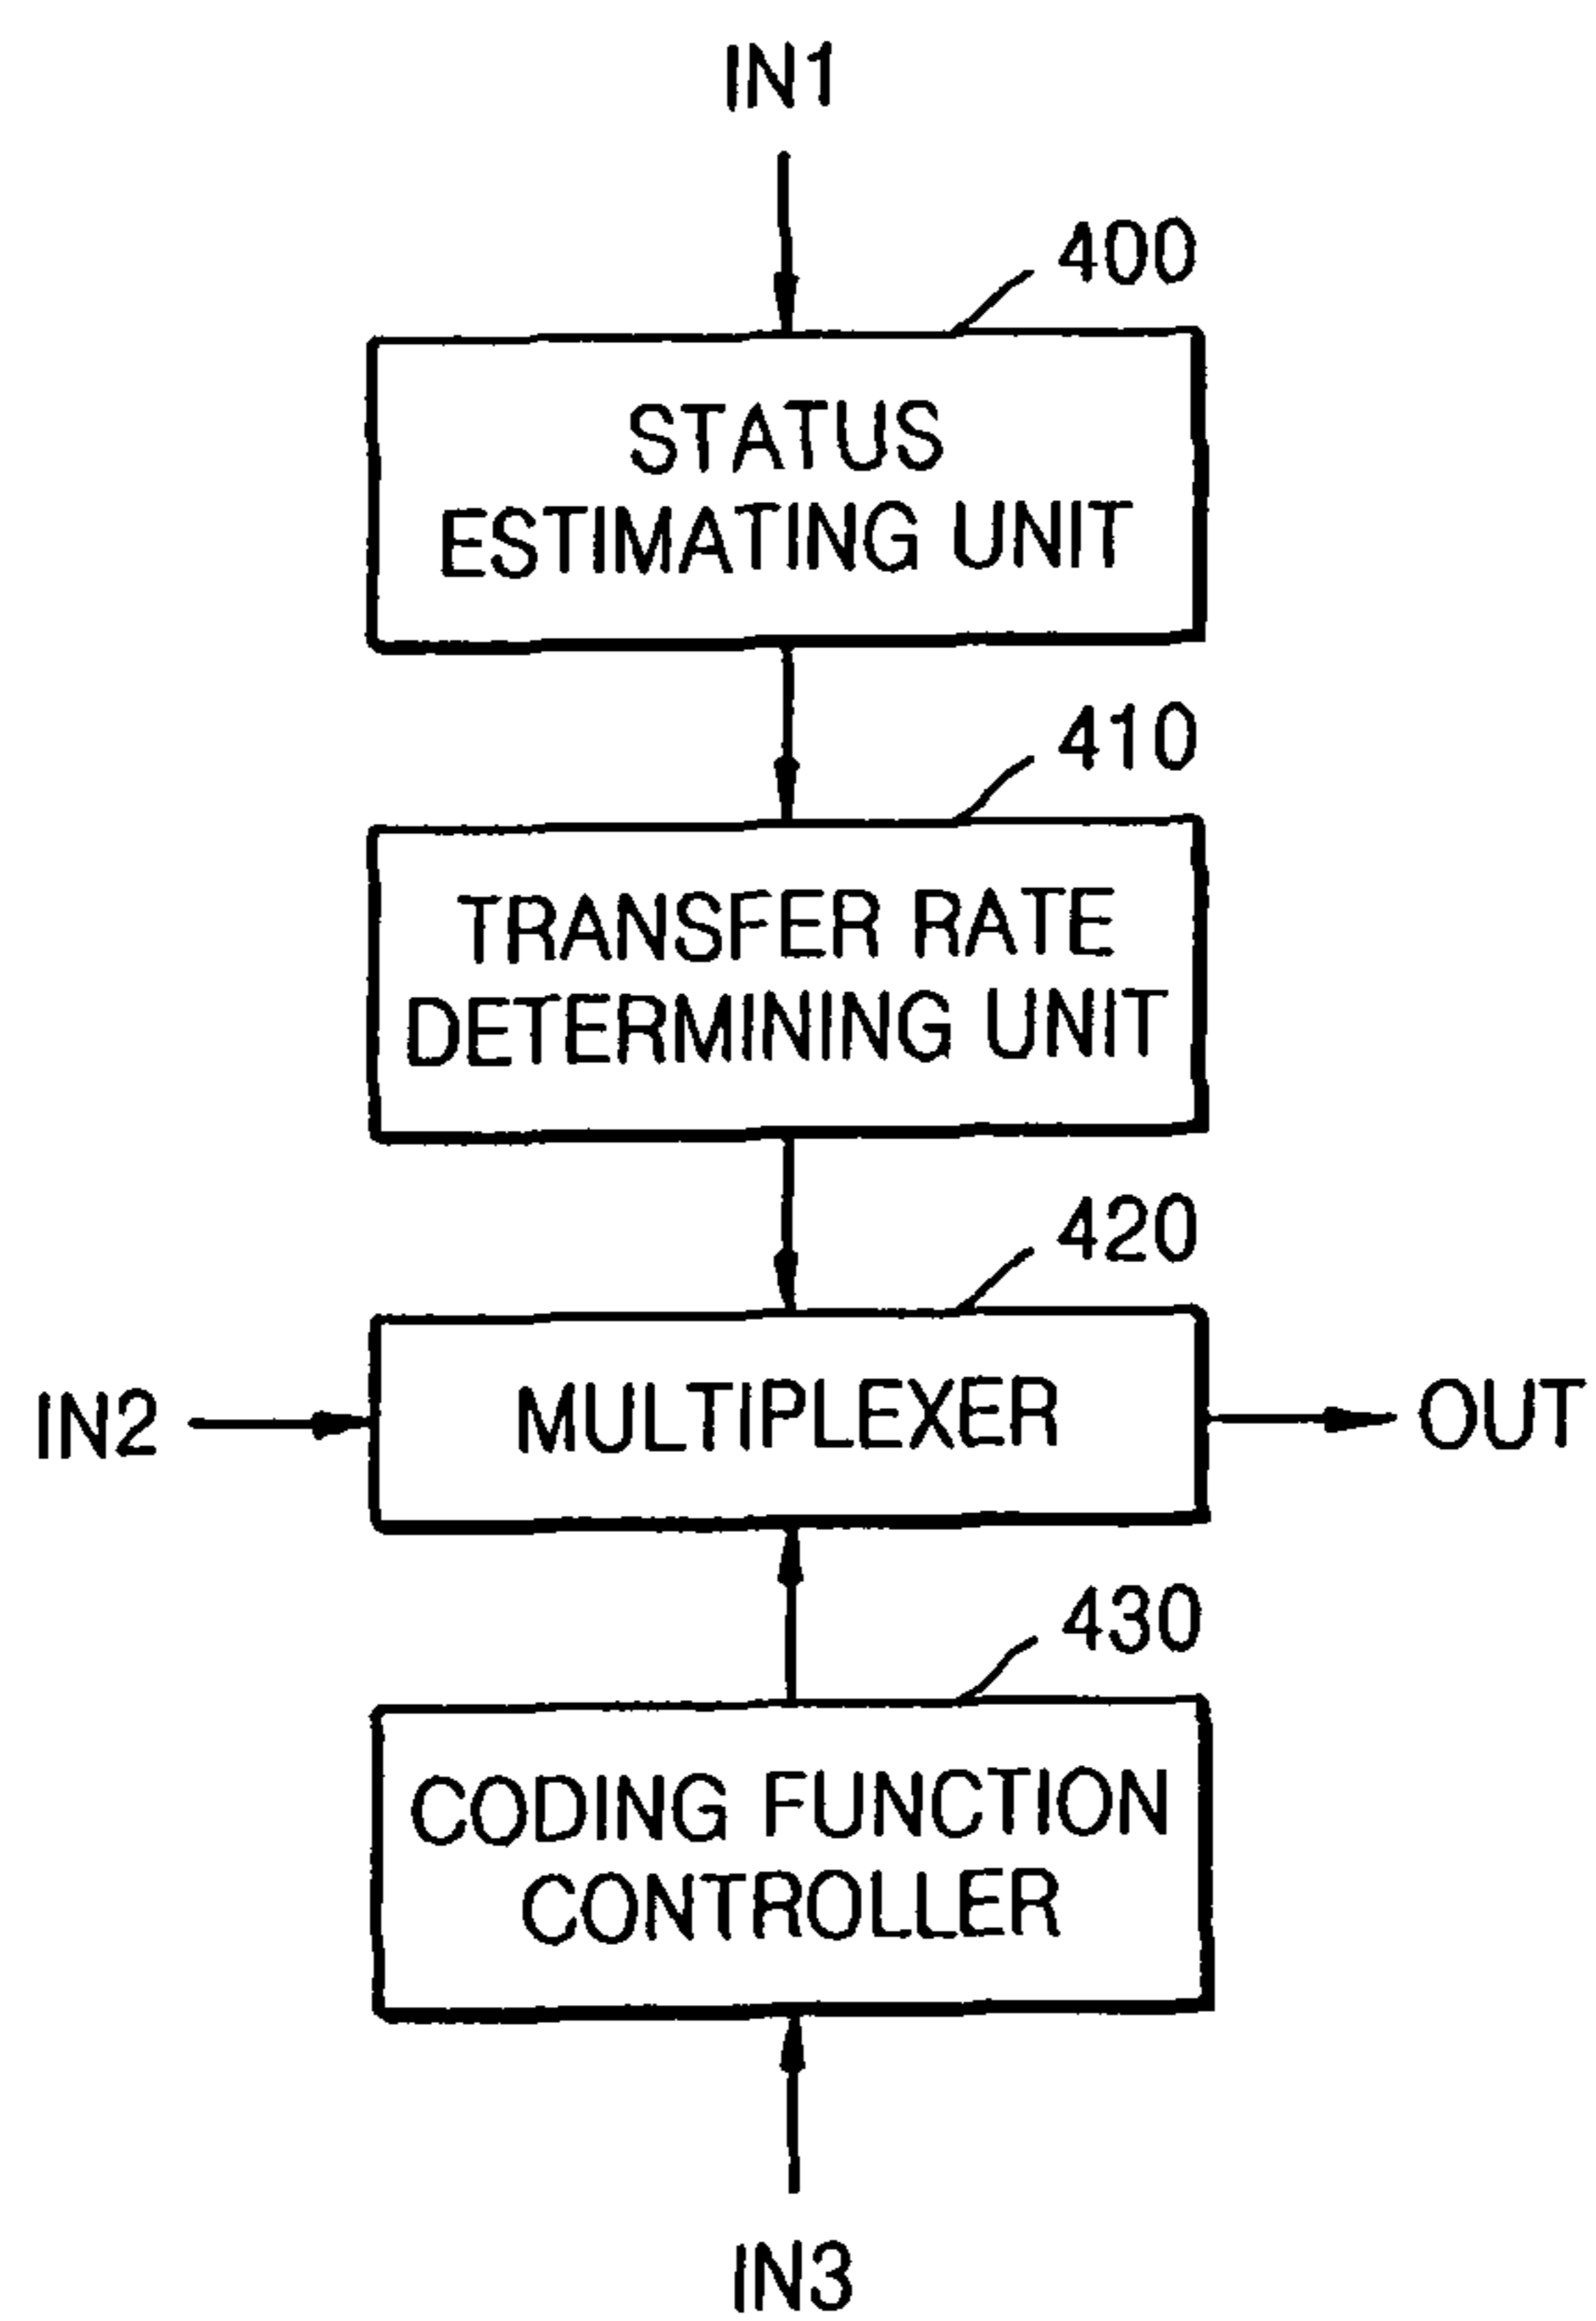 IN1
400
STATUS
ESTIMATING UNIT
410
TRANSFER RATE
DETERMINING UNIT
420
IN2
MULTIPLEXER
OUT
430
CODING FUNCTION
CONTROLLER
IN3